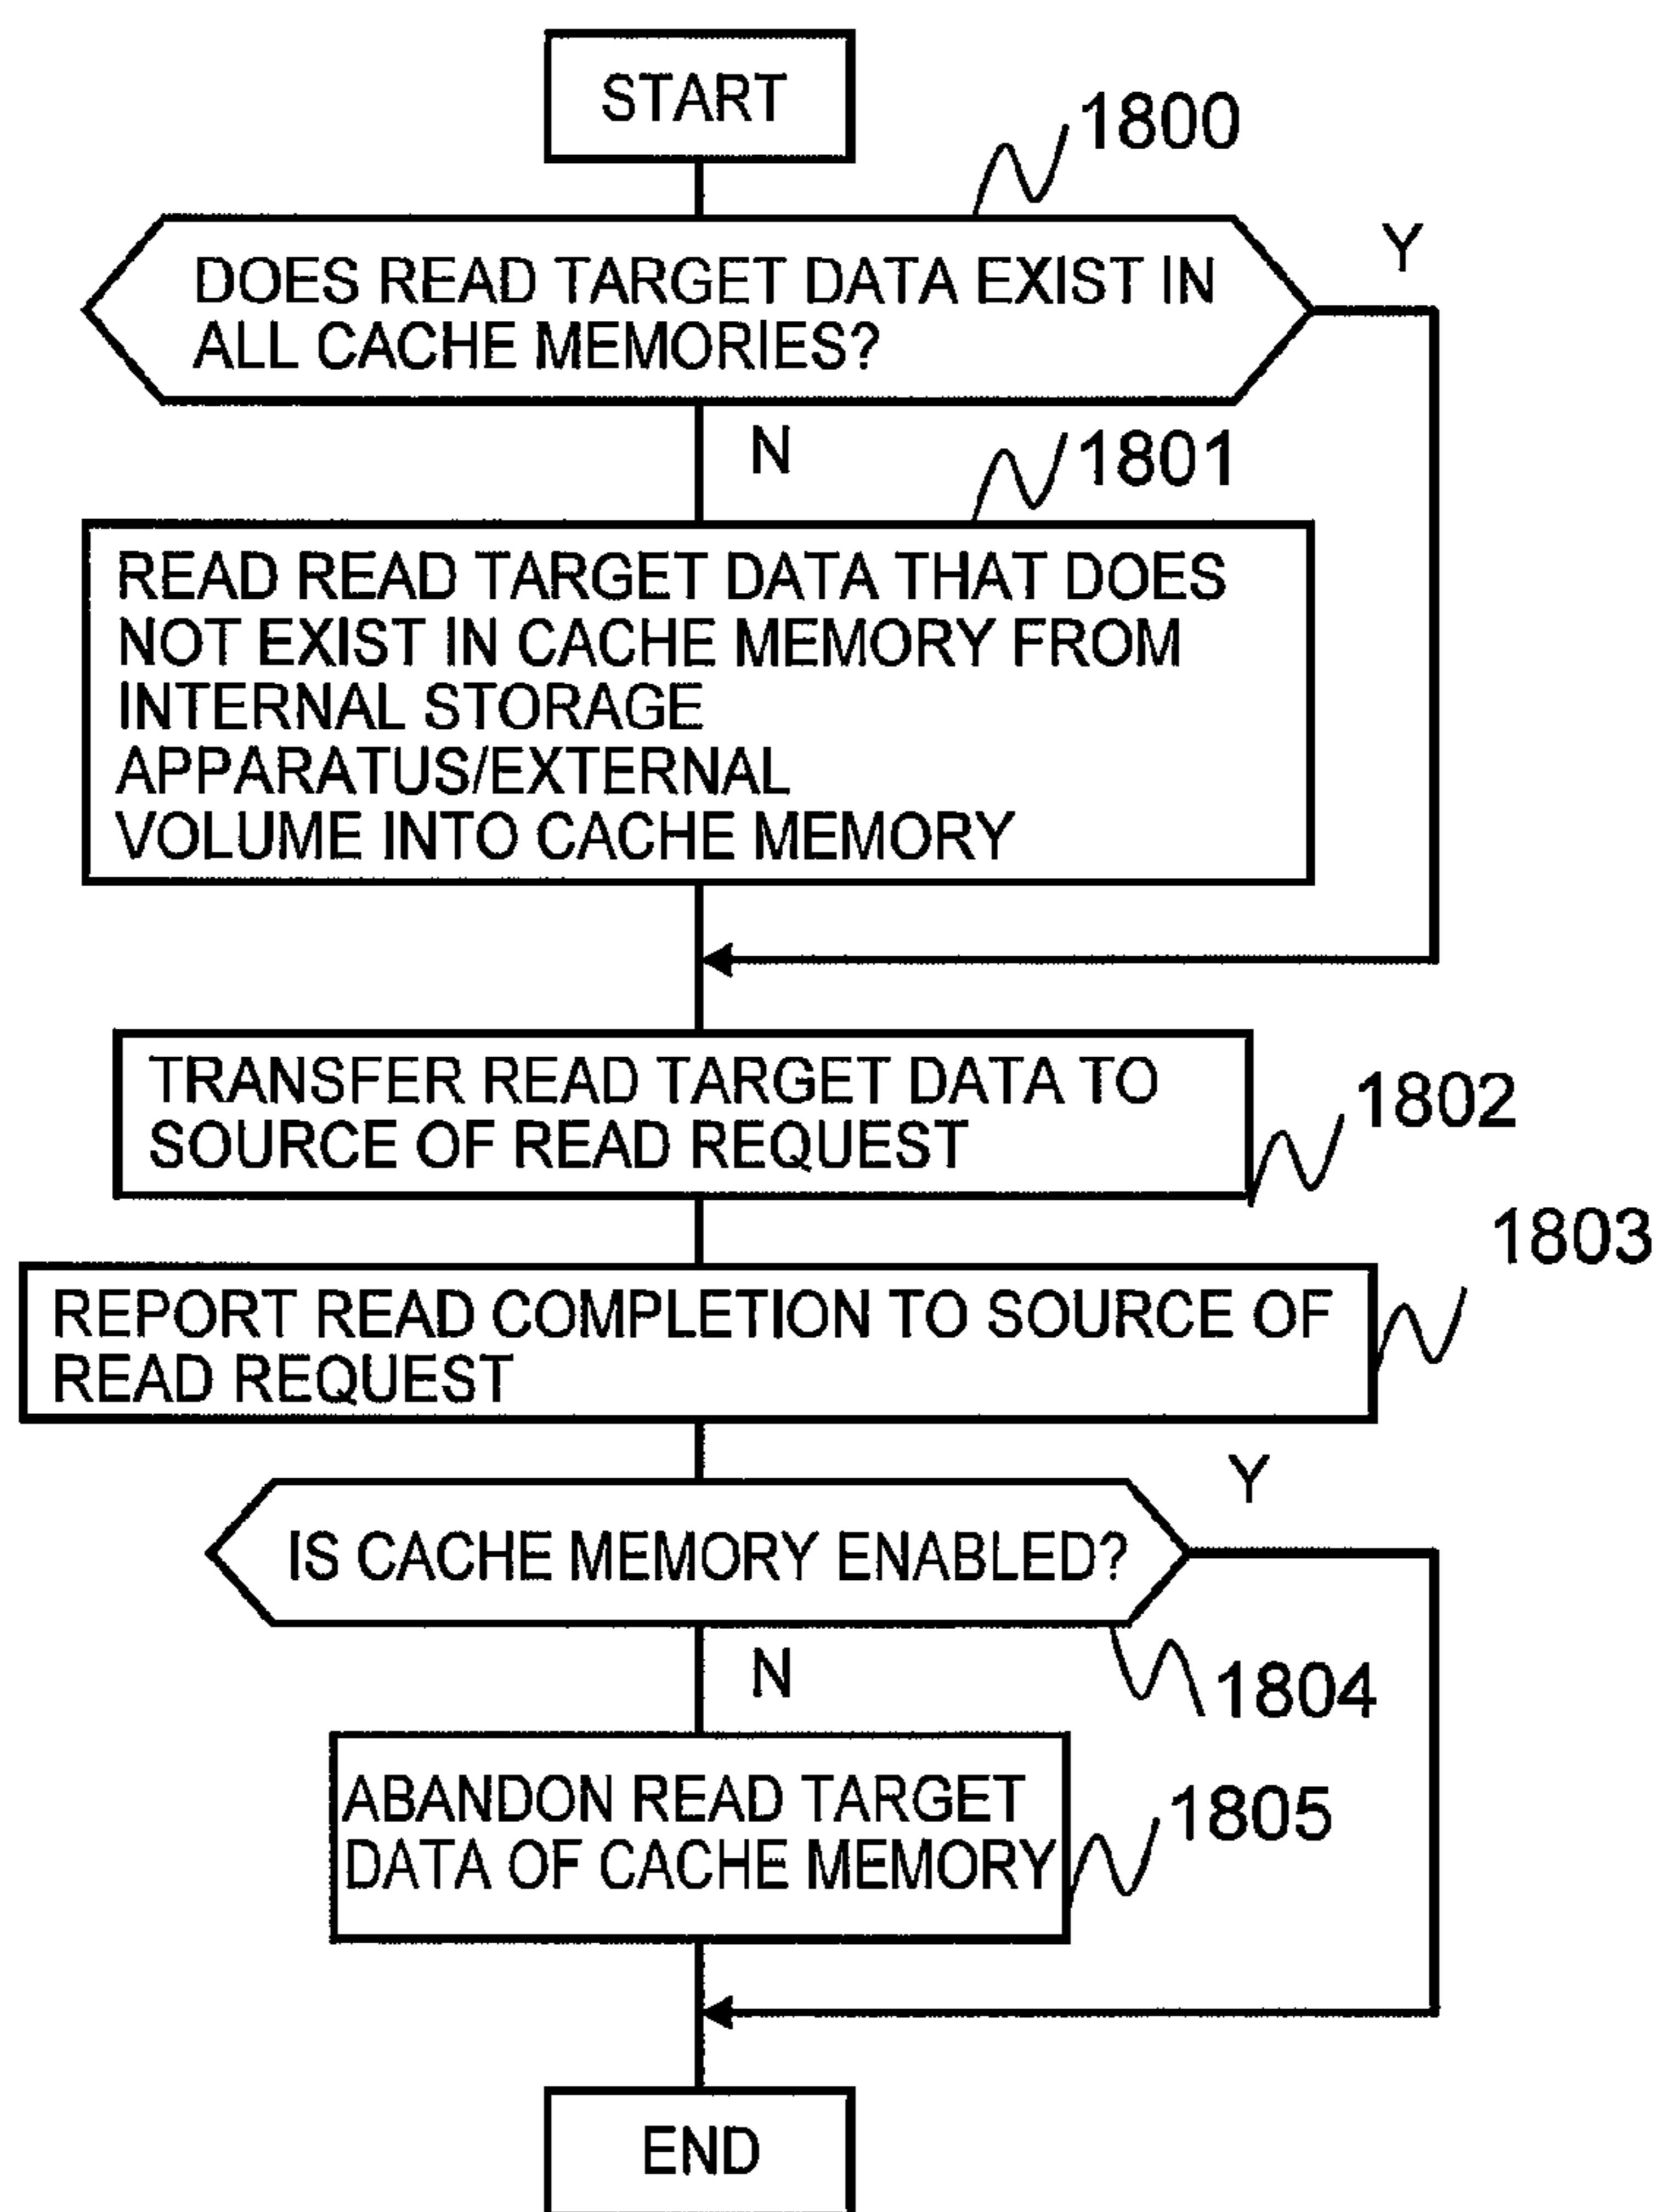 START
1800
DOES READ TARGET DATA EXIST IN
ALL CACHE MEMORIES?
Y
N
1801
READ READ TARGET DATA THAT DOES
NOT EXIST IN CACHE MEMORY FROM
INTERNAL STORAGE
APPARATUS/EXTERNAL
VOLUME INTO CACHE MEMORY
TRANSFER READ TARGET DATA TO
SOURCE OF READ REQUEST
1802
1803
REPORT READ COMPLETION TO SOURCE OF
READ REQUEST
Y
IS CACHE MEMORY ENABLED?
N
1804
ABANDON READ TARGET
DATA OF CACHE MEMORY
1805
END